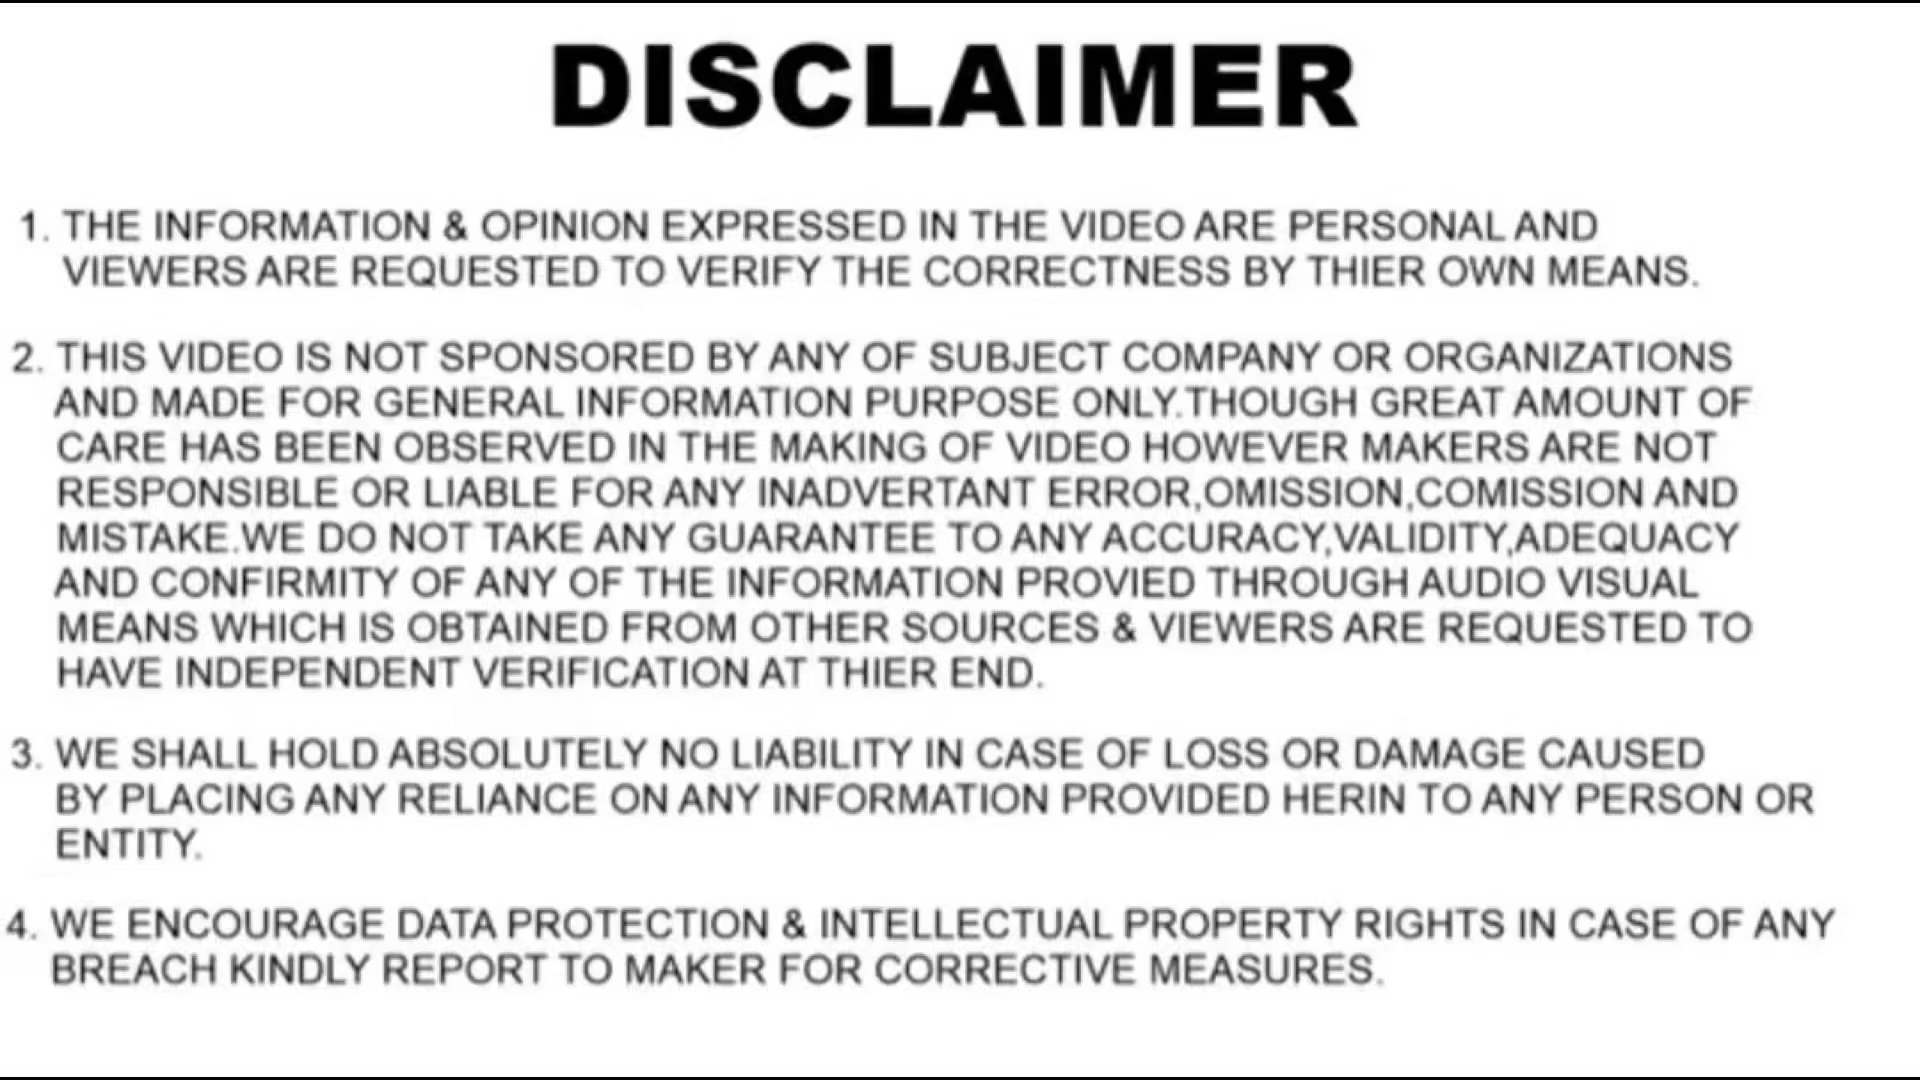 DISCLAIMER
1. THE INFORMATION & OPINION EXPRESSED IN THE VIDEO ARE PERSONAL AND
VIEWERS ARE REQUESTED TO VERIFY THE CORRECTNESS BY THIER OWN MEANS.
2. THIS VIDEO IS NOT SPONSORED BY ANY OF SUBJECT COMPANY OR ORGANIZATIONS
AND MADE FOR GENERAL INFORMATION PURPOSE ONLY.THOUGH GREAT AMOUNT OF
CARE HAS BEEN OBSERVED IN THE MAKING OF VIDEO HOWEVER MAKERS ARE NOT
RESPONSIBLE OR LIABLE FOR ANY INADVERTANT ERROR,OMISSION,COMISSION AND
MISTAKE.WE DO NOT TAKE ANY GUARANTEE TO ANY ACCURACY,VALIDITY,ADEQUACY
AND CONFIRMITY OF ANY OF THE INFORMATION PROVIED THROUGH AUDIO VISUAL
MEANS WHICH IS OBTAINED FROM OTHER SOURCES & VIEWERS ARE REQUESTED TO
HAVE INDEPENDENT VERIFICATION AT THIER END.
3. WE SHALL HOLD ABSOLUTELY NO LIABILITY IN CASE OF LOSS OR DAMAGE CAUSED
BY PLACING ANY RELIANCE ON ANY INFORMATION PROVIDED HERIN TO ANY PERSON OR
ENTITY.
4. WE ENCOURAGE DATA PROTECTION & INTELLECTUAL PROPERTY RIGHTS IN CASE OF ANY
BREACH KINDLY REPORT TO MAKER FOR CORRECTIVE MEASURES.